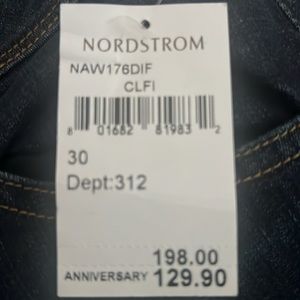 NORDSTROM
NAW176DIF
CLFI
8 01682 81983 2
30
Dept:312
198.00
ANNIVERSARY 129.90